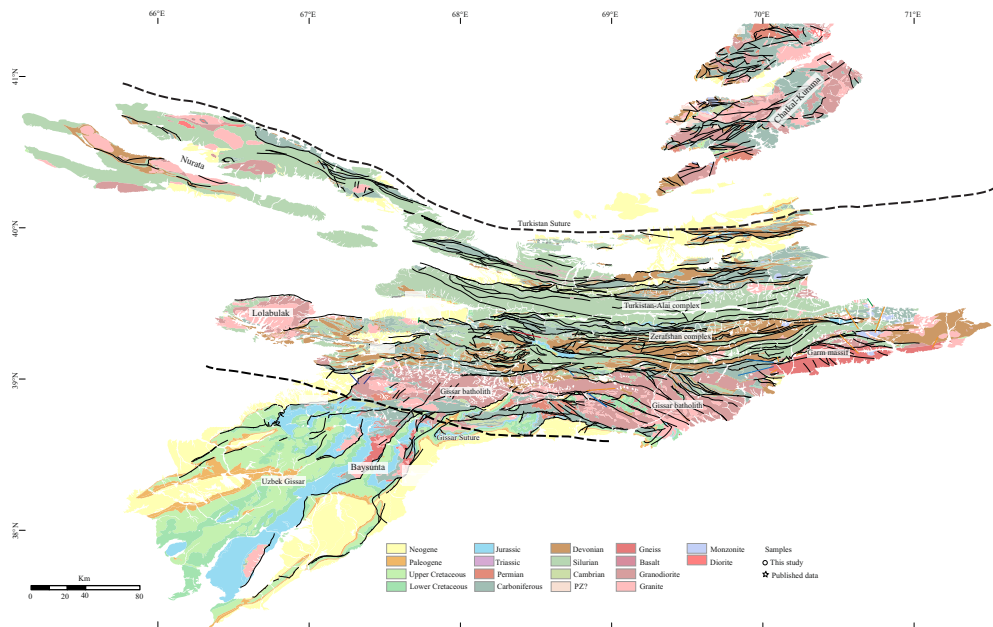 66°E 67°E 68°E 69°E 70°E 71°E
41°N
Chatkal-Kurama
Nurata
40°N
Turkistan Suture
Turkistan-Alai complex
Lolabulak
Zerafshan complex
Garm massif
39°N
Gissar batholith
Gissar batholith
Gissar Suture
Baysunta
Uzbek Gissar
38°N
Neogene Jurassic Devonian Gneiss Monzonite Samples
Paleogene Triassic Silurian Basalt Diorite This study
Upper Cretaceous Permian Cambrian Granodiorite Published data
Lower Cretaceous Carboniferous PZ? Granite
Km
0 20 40 80